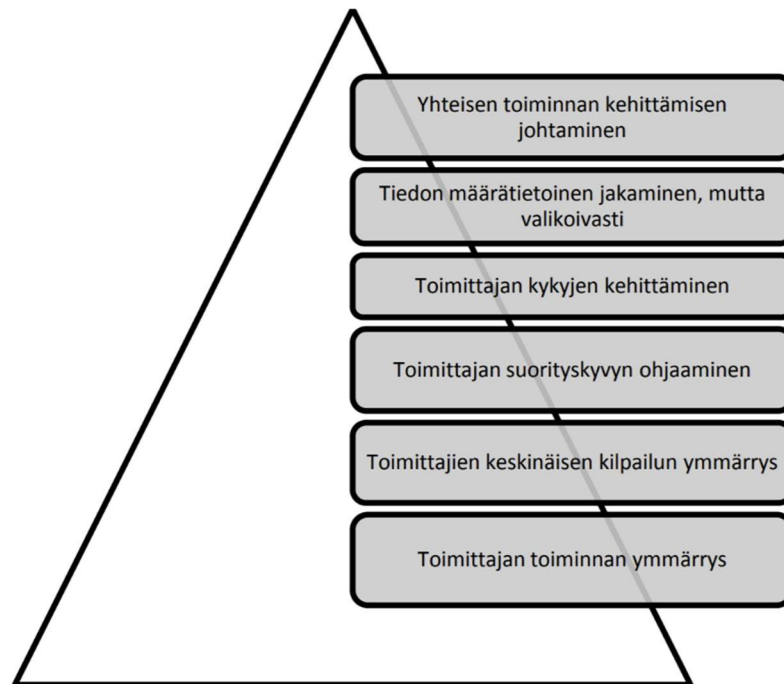 Yhteisen toiminnan kehittämisen
johtaminen
Tiedon määrätietoinen jakaminen, mutta
valikoivasti
Toimittajan kykyjen kehittäminen
Toimittajan suorityskyvyn ohjaaminen
Toimittajien keskinäisen kilpailun ymmärrys
Toimittajan toiminnan ymmärrys